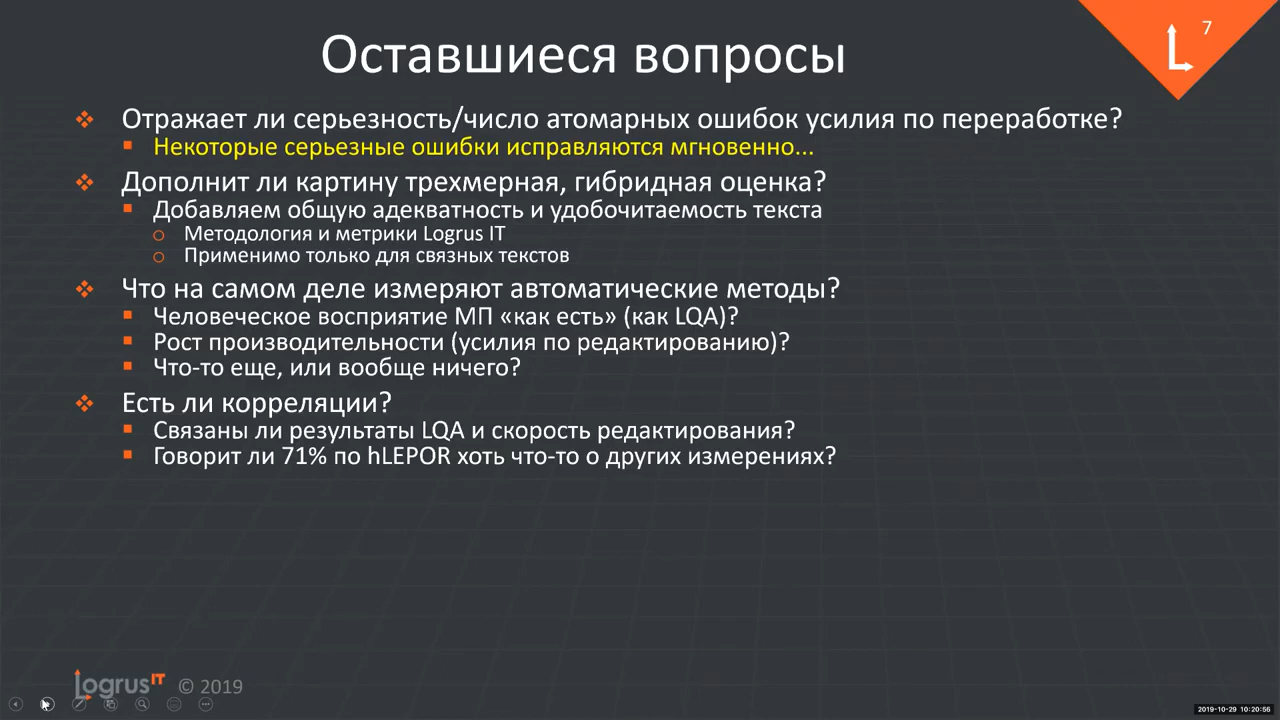 7
Оставшиеся вопросы
Отражает ли серьезность/число атомарных ошибок усилия по переработке?
Некоторые серьезные ошибки исправляются мгновенно...
Дополнит ли картину трехмерная, гибридная оценка?
Добавляем общую адекватность и удобочитаемость текста
Методология и метрики Logrus IT
Применимо только для связных текстов
Что на самом деле измеряют автоматические методы?
Человеческое восприятие МП «как есть» (как LQA)?
Рост производительности (усилия по редактированию)?
Что-то еще, или вообще ничего?
Есть ли корреляции?
Связаны ли результаты LQA и скорость редактирования?
Говорит ли 71% по hLEPOR хоть что-то о других измерениях?
logrus IT © 2019
2019-10-29 10:20:56